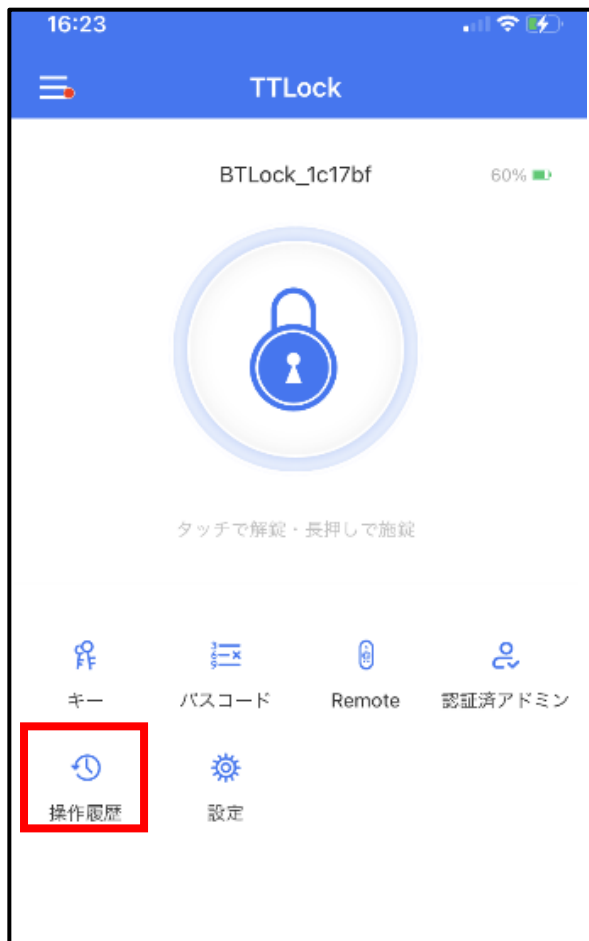 16:23
TTLock
BTLock_1c17bf
60%
タッチで解錠・長押しで施錠
キー
パスコード
Remote
認証済アドミン
操作履歴
設定